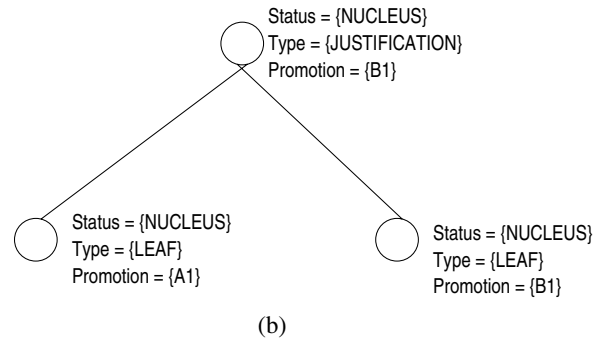 Status = {NUCLEUS}
Type = {JUSTIFICATION}
Promotion = {B1}
Status = {NUCLEUS}
Type = {LEAF}
Promotion = {A1}
Status = {NUCLEUS}
Type = {LEAF}
Promotion = {B1}
(b)